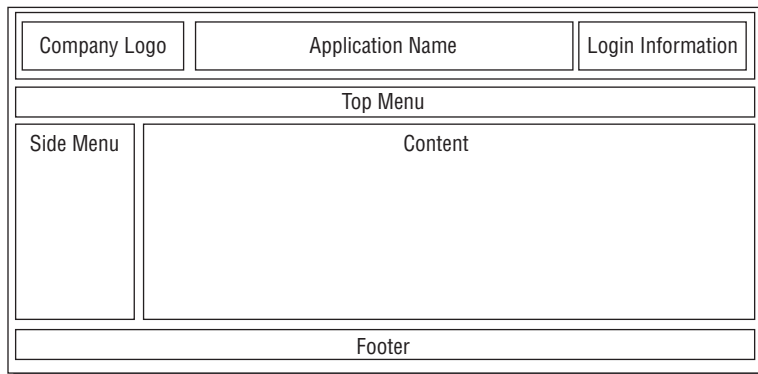 Company Logo
Application Name
Login Information
Top Menu
Side Menu
Content
Footer